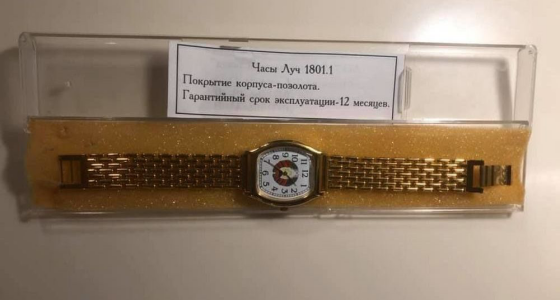 Часы Луч 1801.1
Покрытие корпуса-позолота.
Гарантийный срок эксплуатации-12 месяцев.